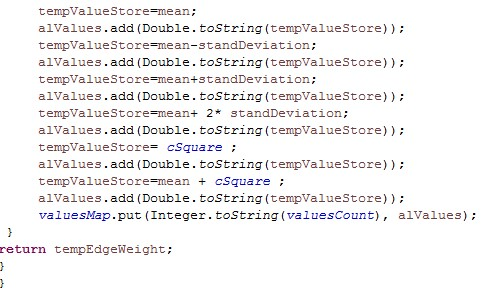 tempValueStore=mean;
alValues.add(Double.toString(tempValueStore));
tempValueStore=mean-standDeviation;
alValues.add(Double.toString(tempValueStore));
tempValueStore=mean+standDeviation;
alValues.add(Double.toString(tempValueStore));
tempValueStore=mean+ 2* standDeviation;
alValues.add(Double.toString(tempValueStore));
tempValueStore= cSquare ;
alValues.add(Double.toString(tempValueStore));
tempValueStore=mean + cSquare ;
alValues.add(Double.toString(tempValueStore));
valuesMap.put(Integer.toString(valuesCount), alValues);
}
return tempEdgeWeight;
}
}